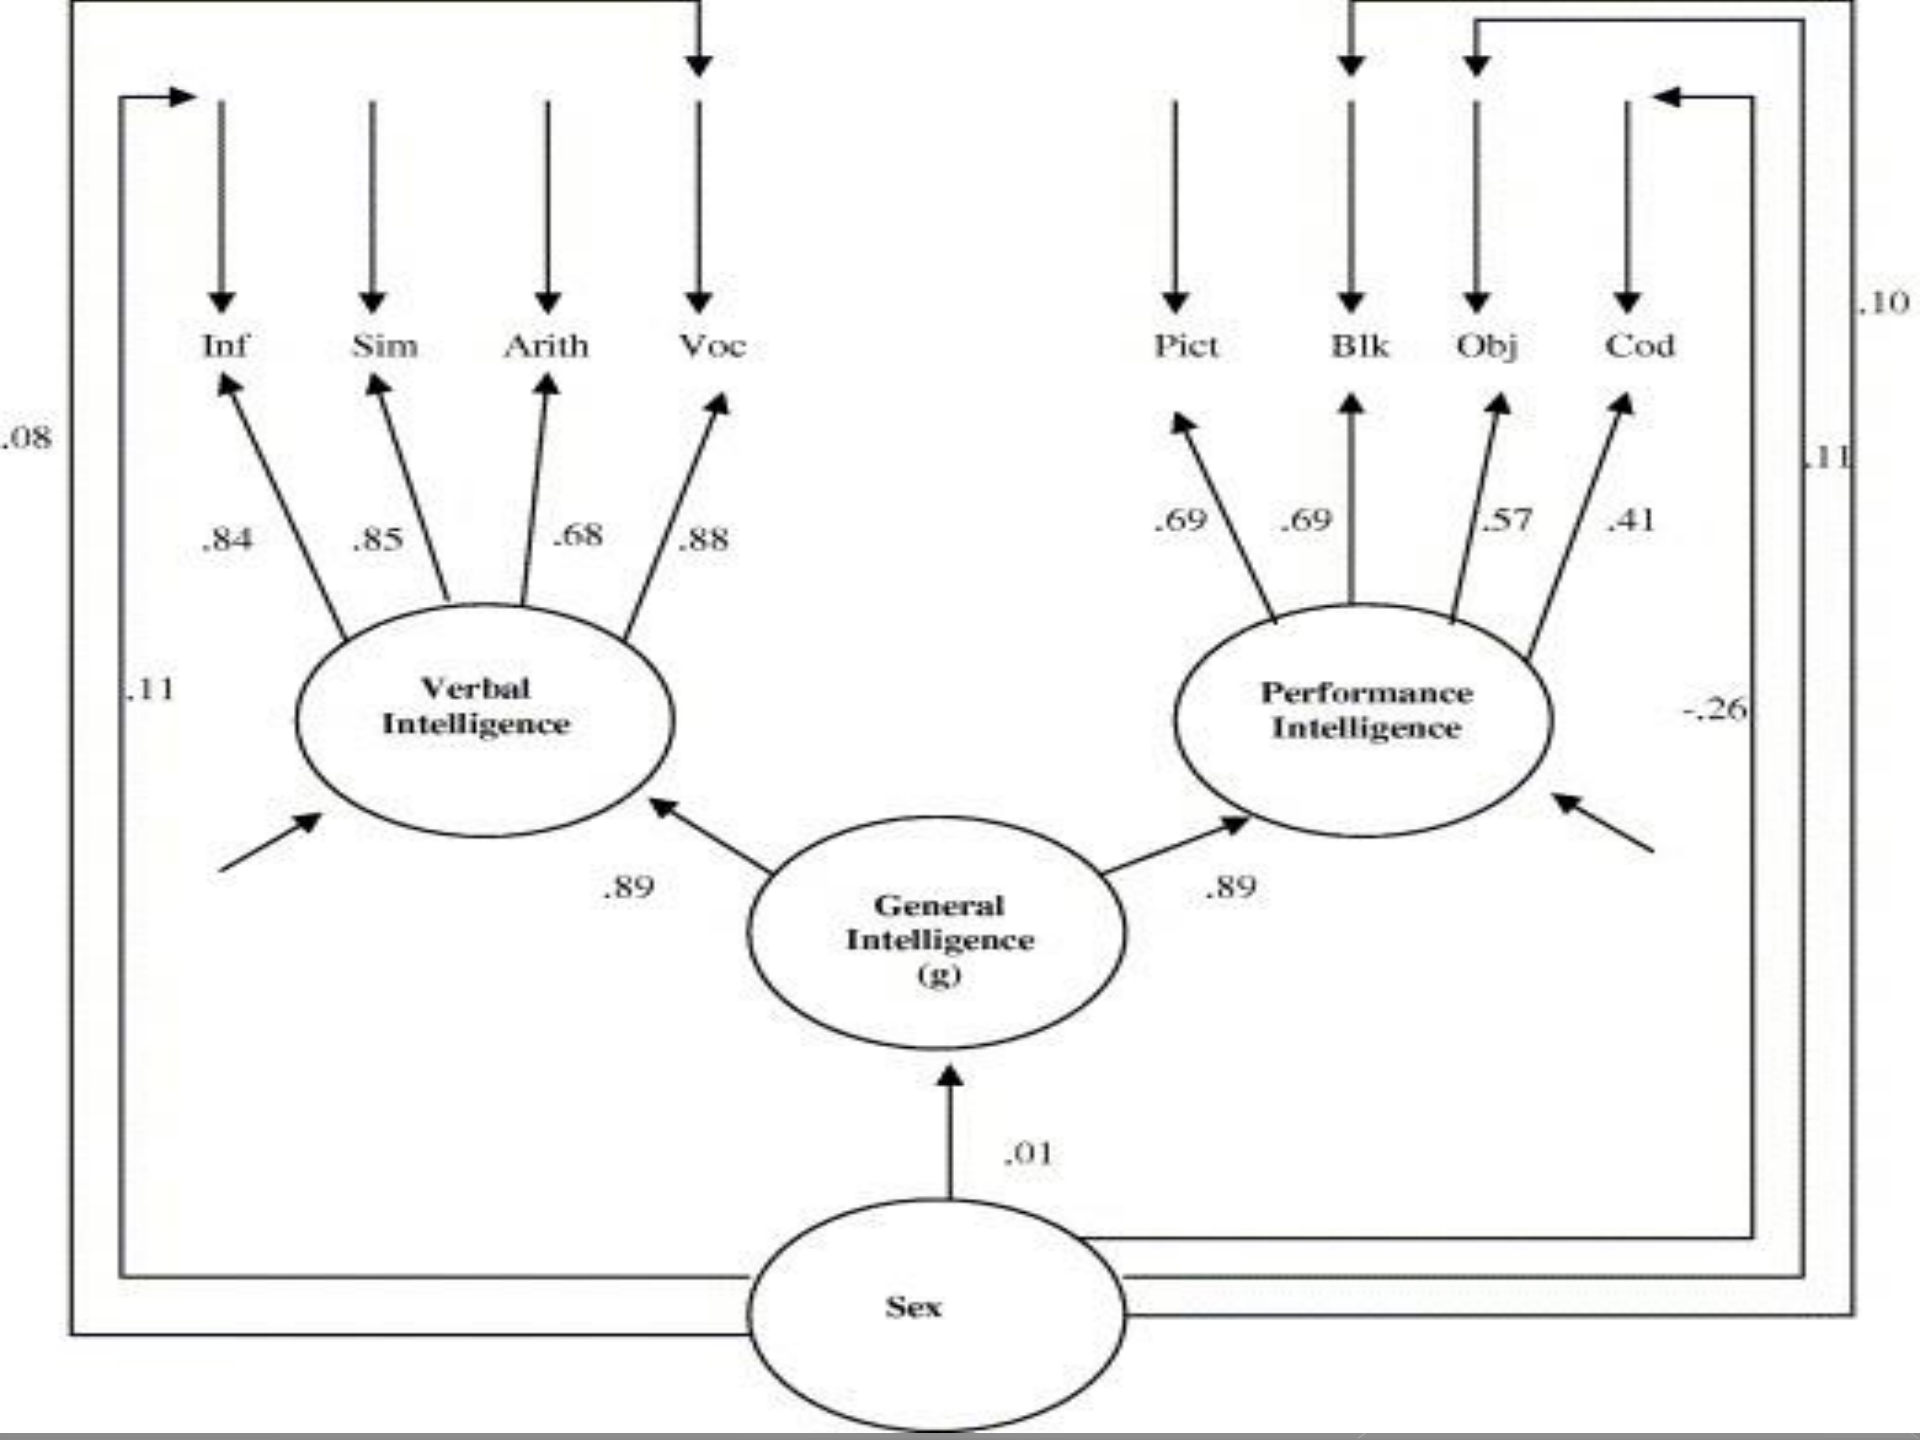 .10
Inf Sim Arith Voc Pict Blk Obj Cod
.08
.11
.84 .85 .68 .88 .69 .69 .57 .41
.11
Verbal
Intelligence
Performance
Intelligence
-.26
.89
.89
General
Intelligence
(g)
.01
Sex